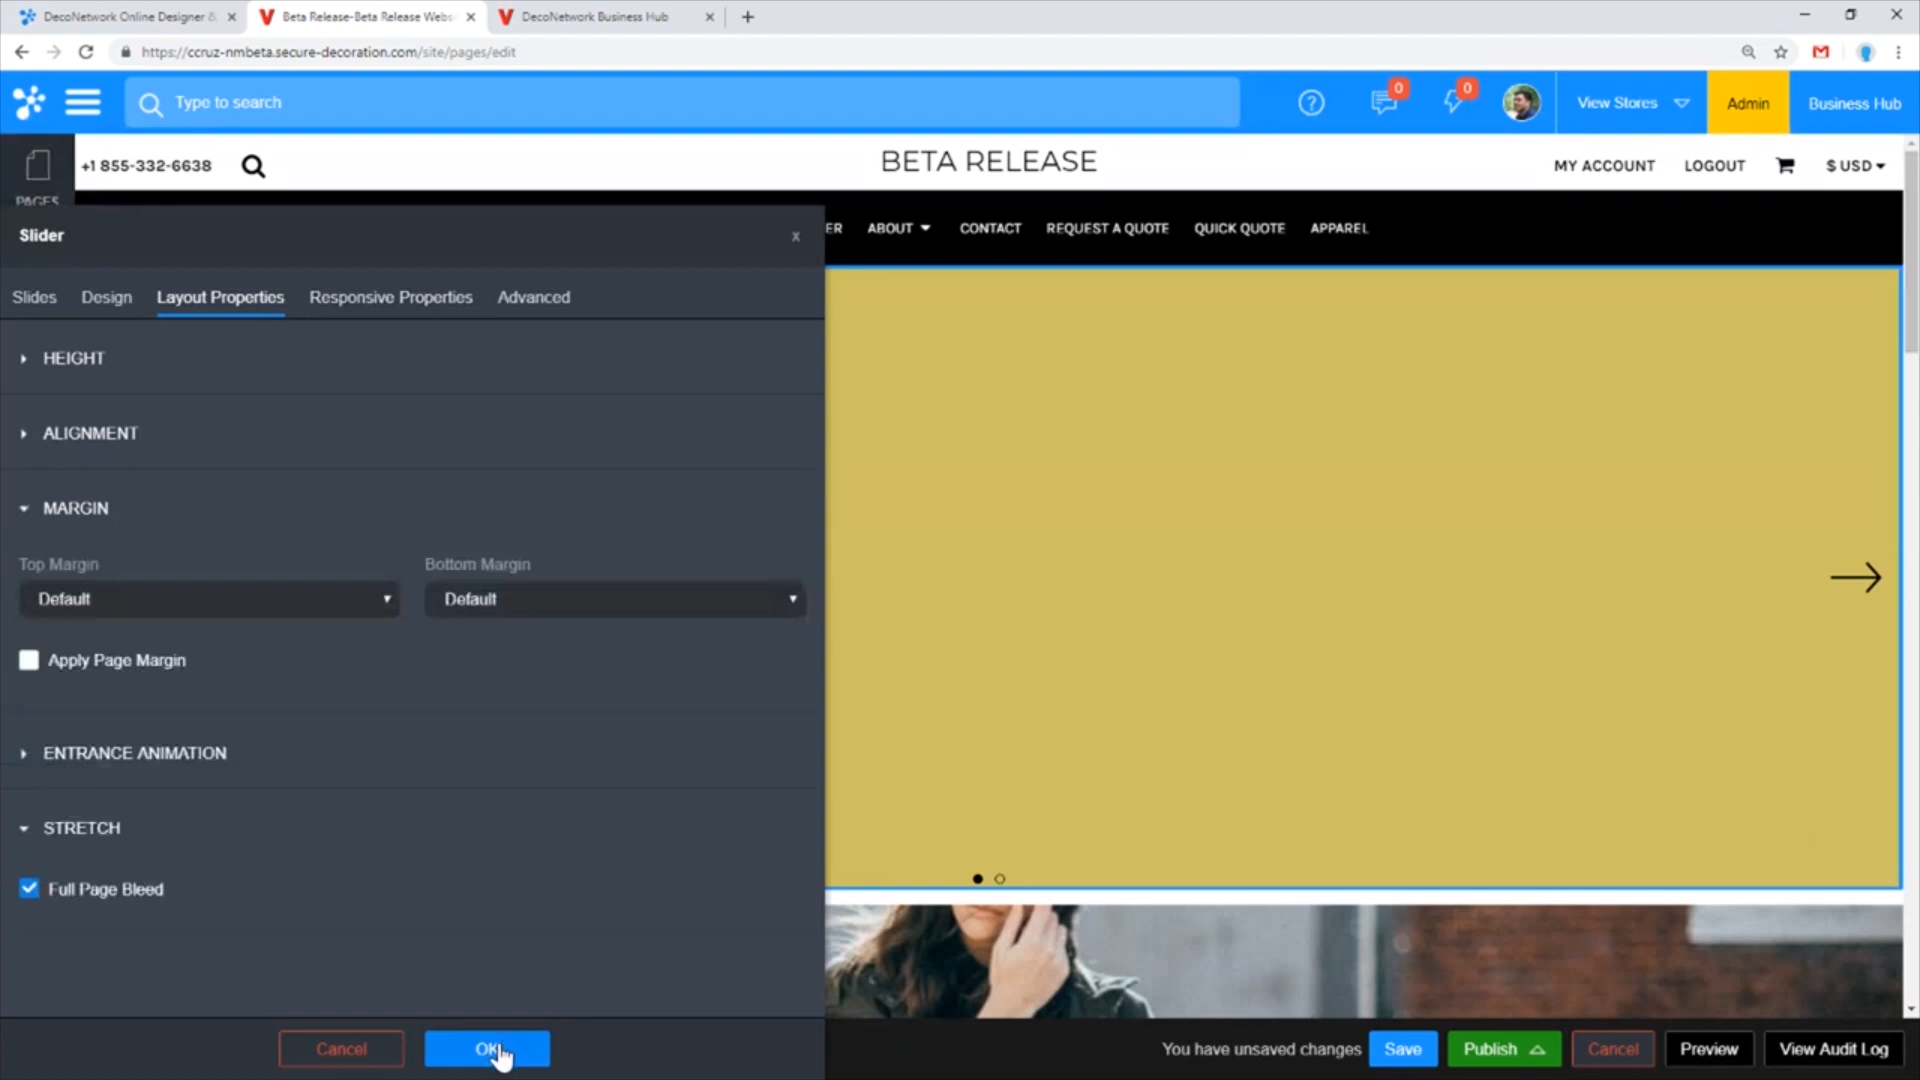 DecoNetwork Online Designer &
Beta Release-Beta Release Webs
DecoNetwork Business Hub
https://ccruz-nmbeta.secure-decoration.com/site/pages/edit
Type to search
0
0
View Stores
Admin
Business Hub
PAGES
+1 855-332-6638
BETA RELEASE
MY ACCOUNT
LOGOUT
$ USD
ER
ABOUT
CONTACT
REQUEST A QUOTE
QUICK QUOTE
APPAREL
Slider
x
Slides
Design
Layout Properties
Responsive Properties
Advanced
HEIGHT
ALIGNMENT
MARGIN
Top Margin
Bottom Margin
Default
Default
Apply Page Margin
ENTRANCE ANIMATION
STRETCH
Full Page Bleed
Cancel
OK
You have unsaved changes
Save
Publish
Cancel
Preview
View Audit Log